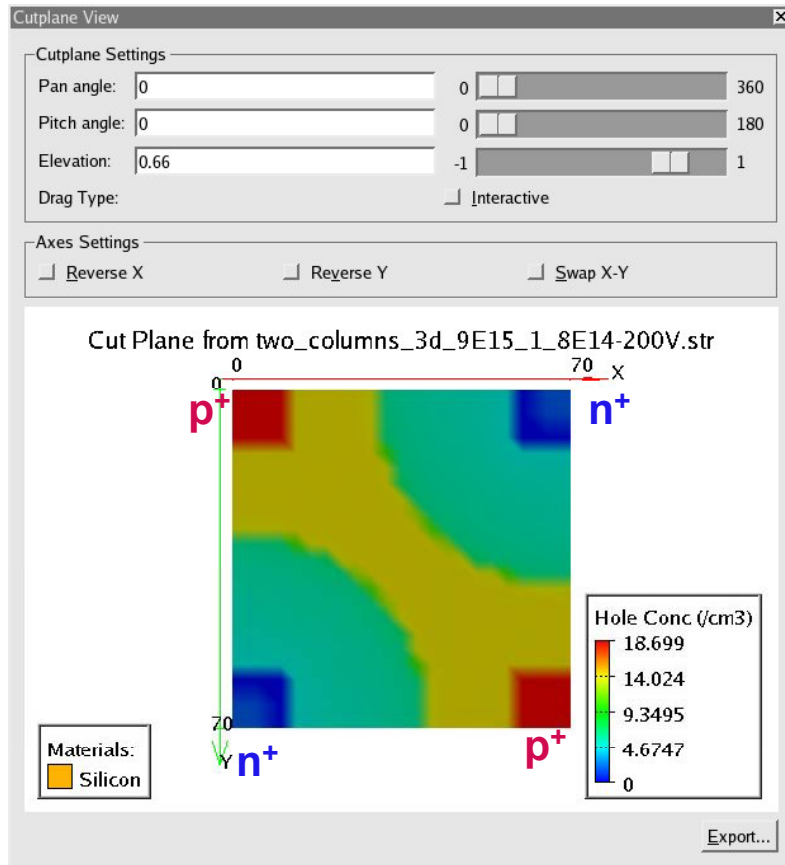 Cutplane View
Cutplane Settings
Pan angle: 0 0 360
Pitch angle: 0 0 180
Elevation: 0.66 -1 1
Drag Type: Interactive
Axes Settings
Reverse X Reverse Y Swap X-Y
Cut Plane from two_columns_3d_9E15_1_8E14-200V.str
0 70 X
0
p+ n+
Hole Conc (/cm3)
18.699
14.024
9.3495
4.6747
0
70
Y n+ p+
Materials:
Silicon
Export...